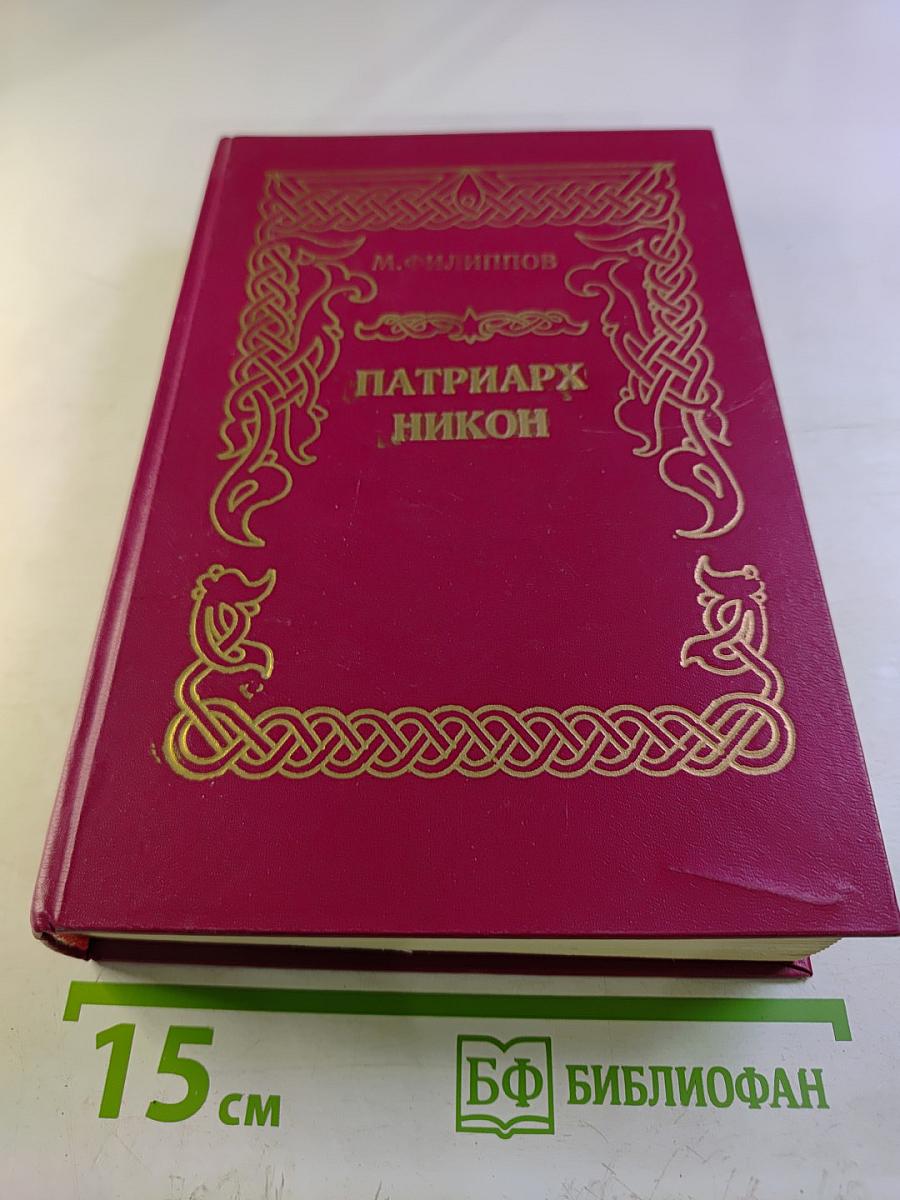 М.ФИЛИППОВ
ПАТРИАРХ
НИКОН
15 см
БФ БИБЛИОФАН